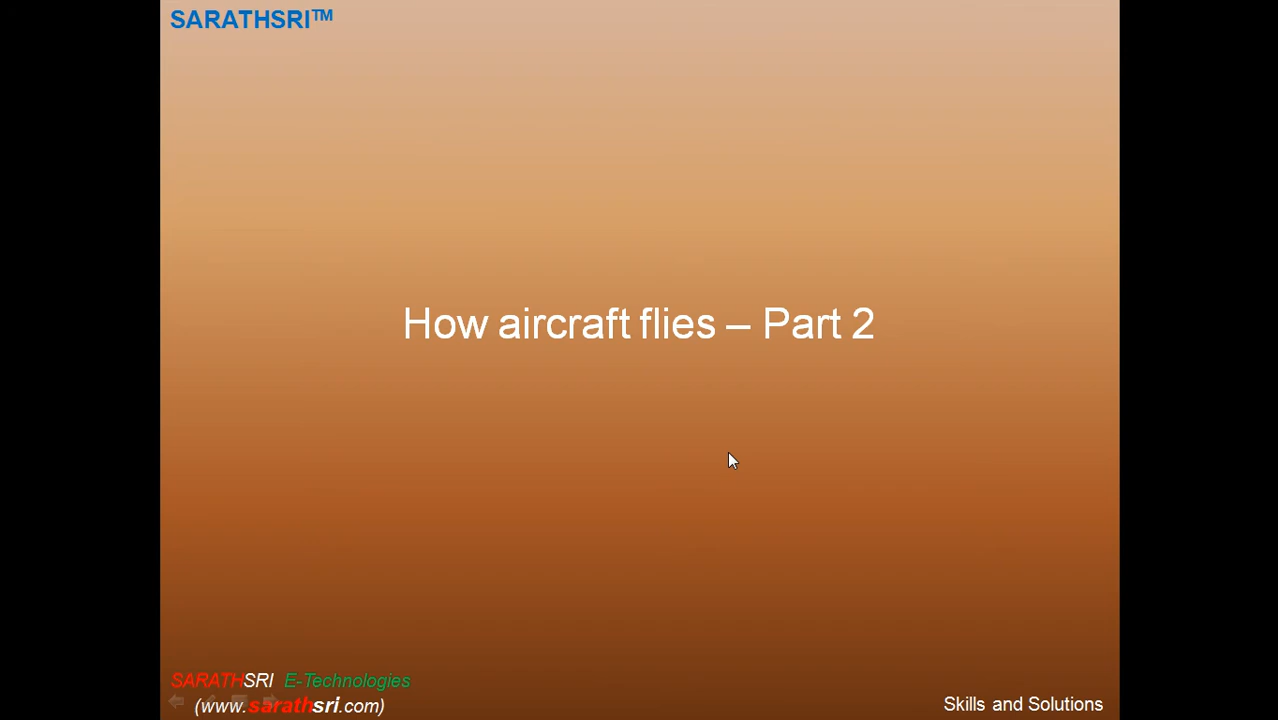 SARATHSRI™
How aircraft flies – Part 2
SARATHSRI E-Technologies
(www.sarathsri.com)
Skills and Solutions